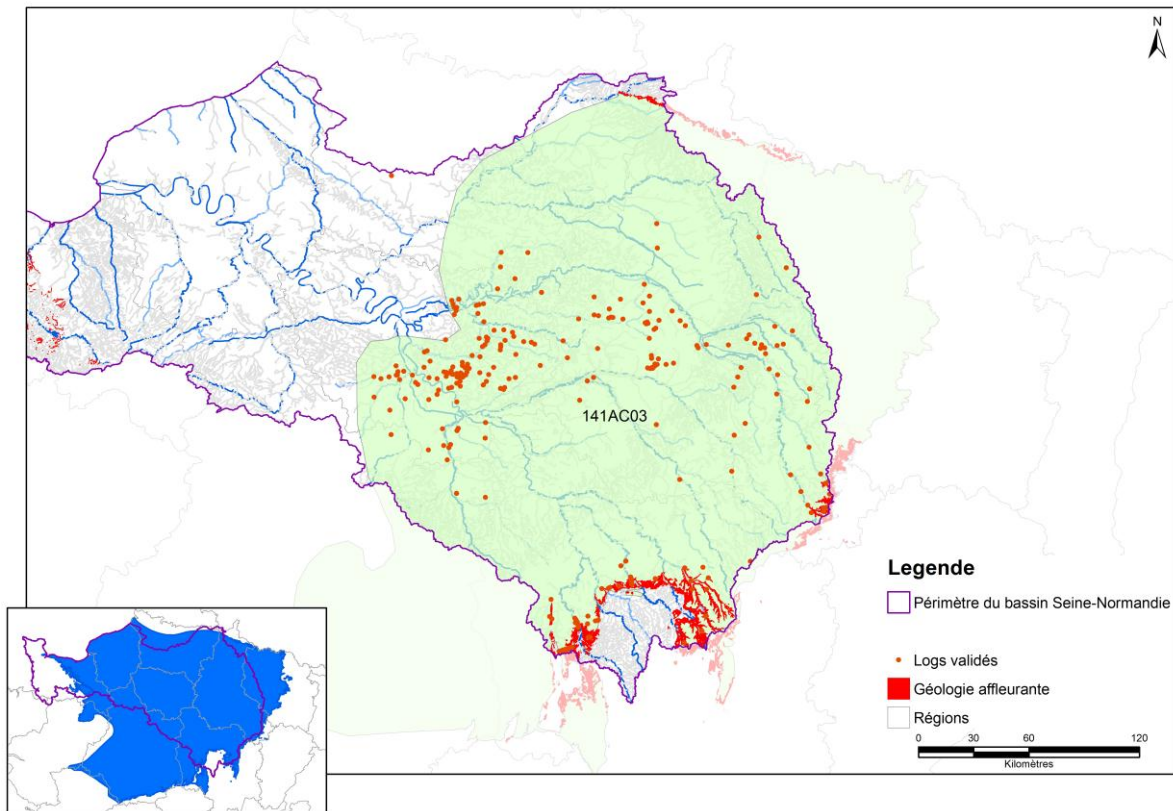 N
141AC03
Legende
Périmètre du bassin Seine-Normandie
Logs validés
Géologie affleurante
Régions
0 30 60 120
Kilomètres